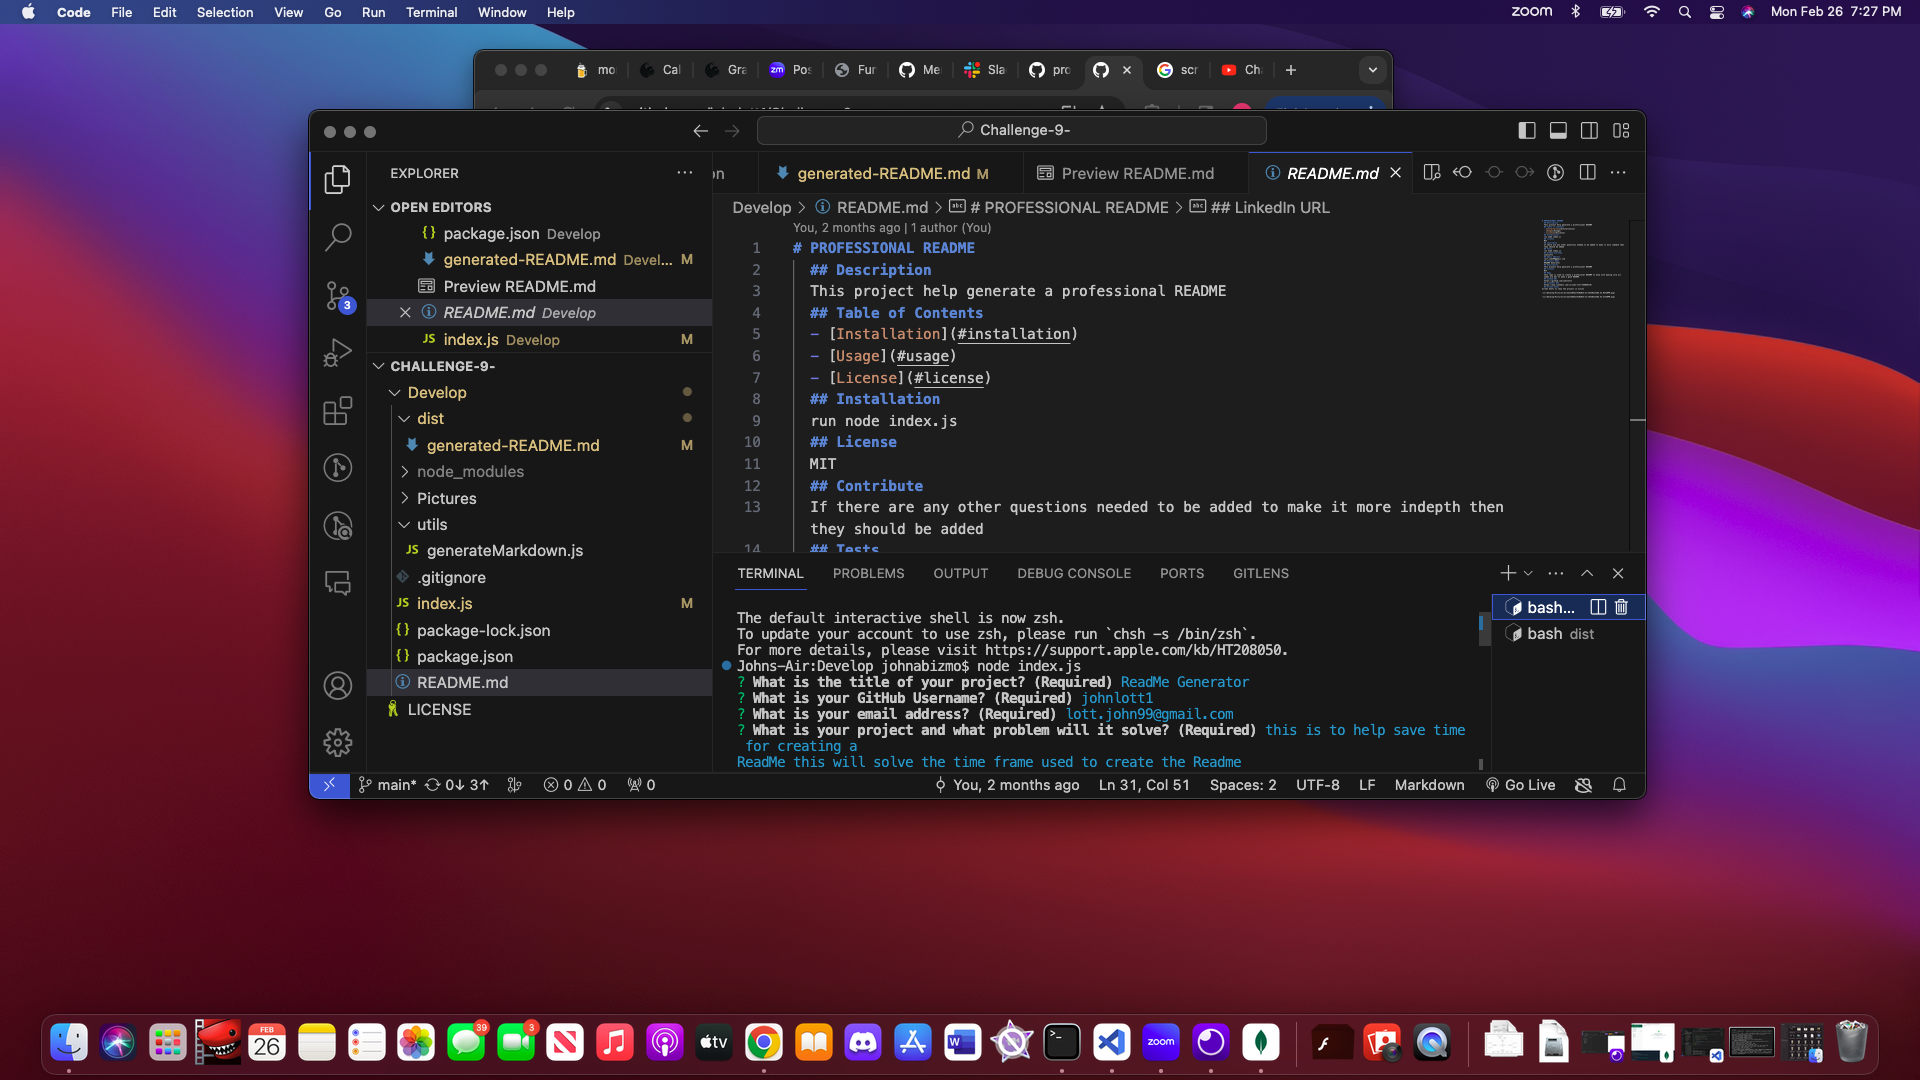 Code File Edit Selection View Go Run Terminal Window Help
zoom Mon Feb 26 7:27 PM
mo Cal Gra zm Pos Fur Me Sla pro scr Ch
Challenge-9-
EXPLORER
on generated-README.md M Preview README.md README.md
OPEN EDITORS
package.json Develop
generated-README.md Devel... M
Preview README.md
README.md Develop
JS index.js Develop M
CHALLENGE-9-
Develop
dist
generated-README.md M
node_modules
Pictures
utils
JS generateMarkdown.js
.gitignore
JS index.js M
package-lock.json
package.json
README.md
LICENSE
3
Develop > README.md > # PROFESSIONAL README > ## LinkedIn URL
You, 2 months ago | 1 author (You)
1 # PROFESSIONAL README
2 ## Description
3 This project help generate a professional README
4 ## Table of Contents
5 - [Installation](#installation)
6 - [Usage](#usage)
7 - [License](#license)
8 ## Installation
9 run node index.js
10 ## License
11 MIT
12 ## Contribute
13 If there are any other questions needed to be added to make it more indepth then
they should be added
14 ## Tests
TERMINAL PROBLEMS OUTPUT DEBUG CONSOLE PORTS GITLENS
The default interactive shell is now zsh.
To update your account to use zsh, please run `chsh -s /bin/zsh`.
For more details, please visit https://support.apple.com/kb/HT208050.
Johns-Air:Develop johnabizmo$ node index.js
? What is the title of your project? (Required) ReadMe Generator
? What is your GitHub Username? (Required) johnlott1
? What is your email address? (Required) lott.john99@gmail.com
? What is your project and what problem will it solve? (Required) this is to help save time
for creating a
ReadMe this will solve the time frame used to create the Readme
bash...
bash dist
main* 0↓ 3↑ 0 0 0 You, 2 months ago Ln 31, Col 51 Spaces: 2 UTF-8 LF Markdown Go Live
FEB
26
39
3
tv
W
zoom